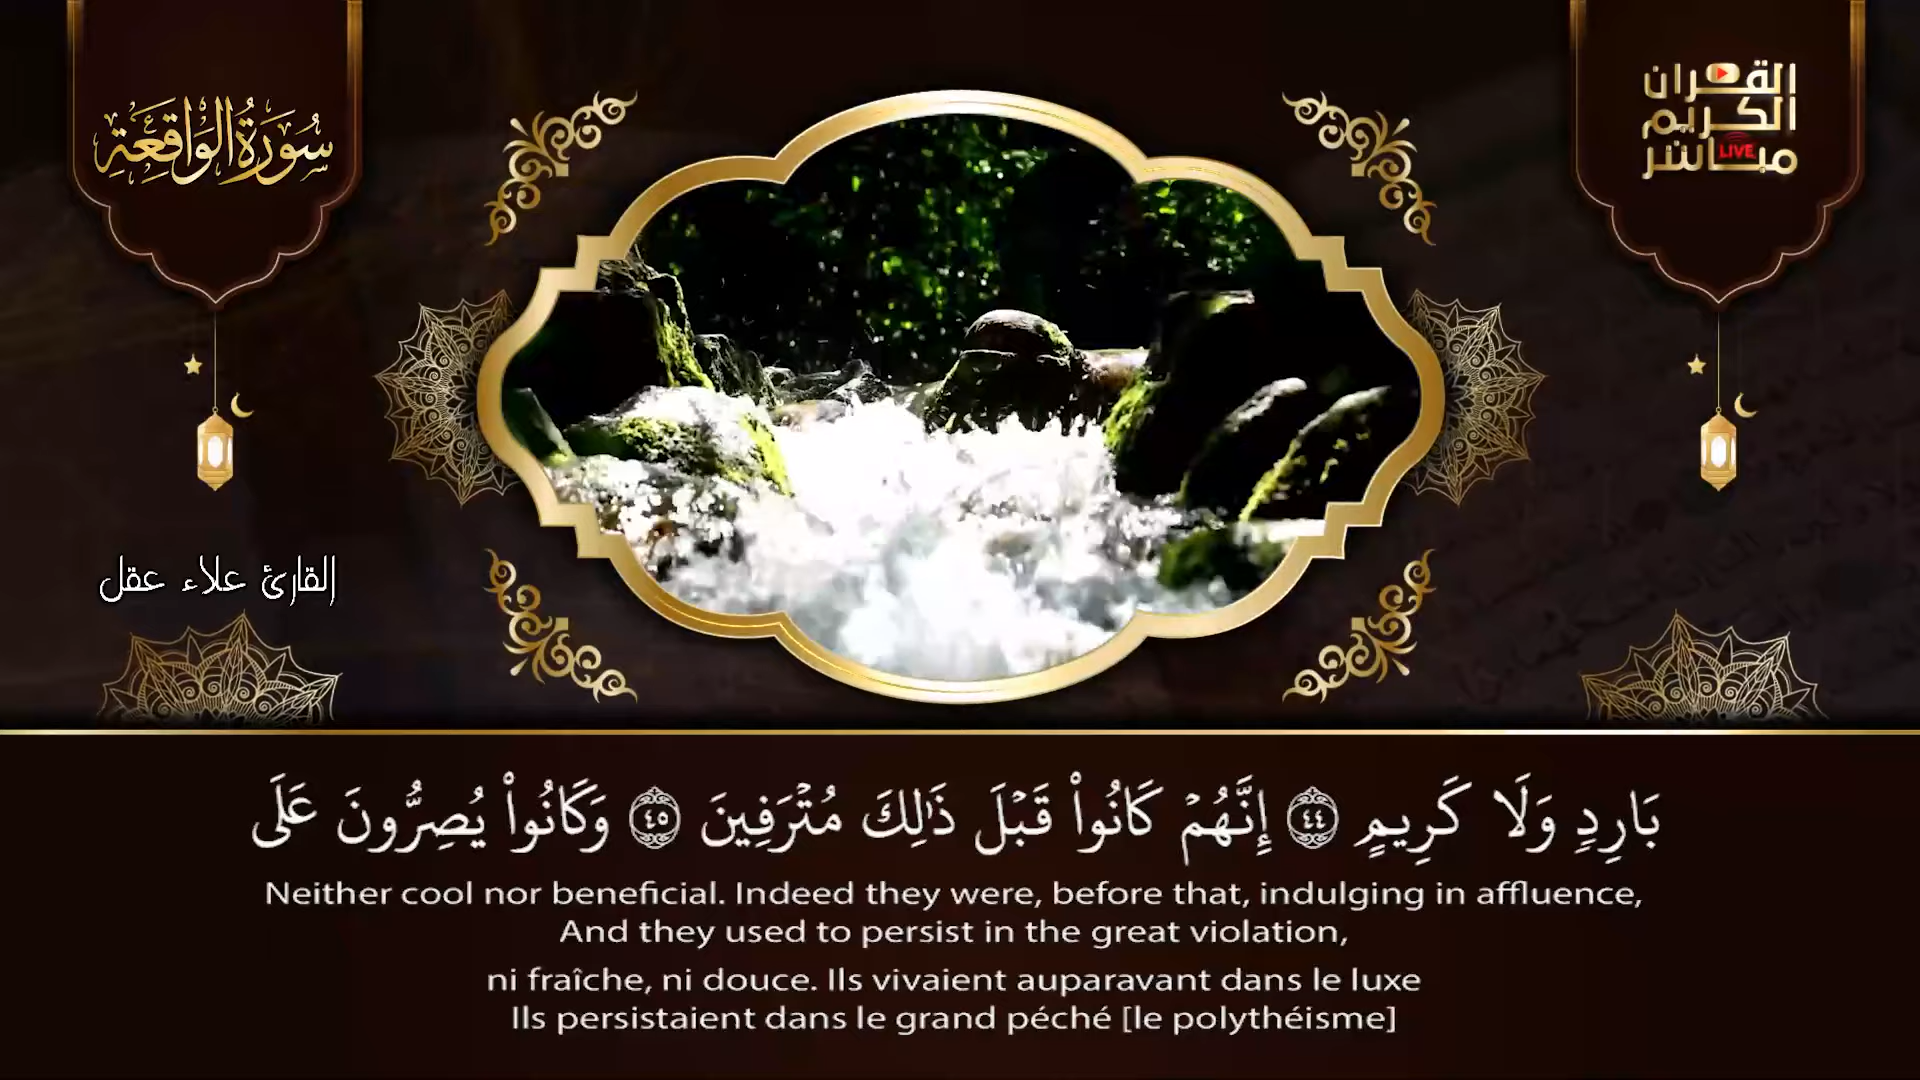 سُورَةُ الوَاقِعَةِ
القرآن
الكريم
مباشر
LIVE
القارئ علاء عقل
بَارِدٍ وَلَا كَرِيمٍ ٤٤ إِنَّهُمْ كَانُوا۟ قَبْلَ ذَٰلِكَ مُتْرَفِينَ ٤٥ وَكَانُوا۟ يُصِرُّونَ عَلَى
Neither cool nor beneficial. Indeed they were, before that, indulging in affluence,
And they used to persist in the great violation,
ni fraîche, ni douce. Ils vivaient auparavant dans le luxe
Ils persistaient dans le grand péché [le polythéisme]